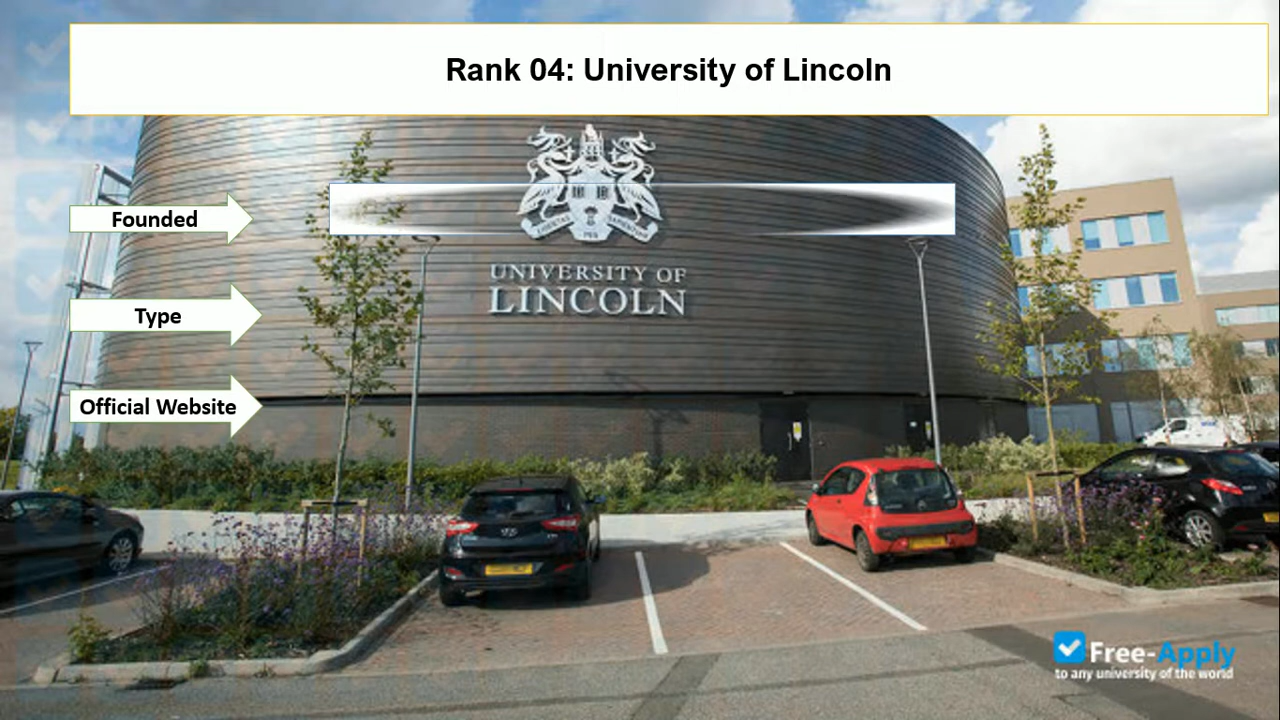 Rank 04: University of Lincoln
Founded
UNIVERSITY OF
LINCOLN
Type
Official Website
Free-Apply
to any university of the world